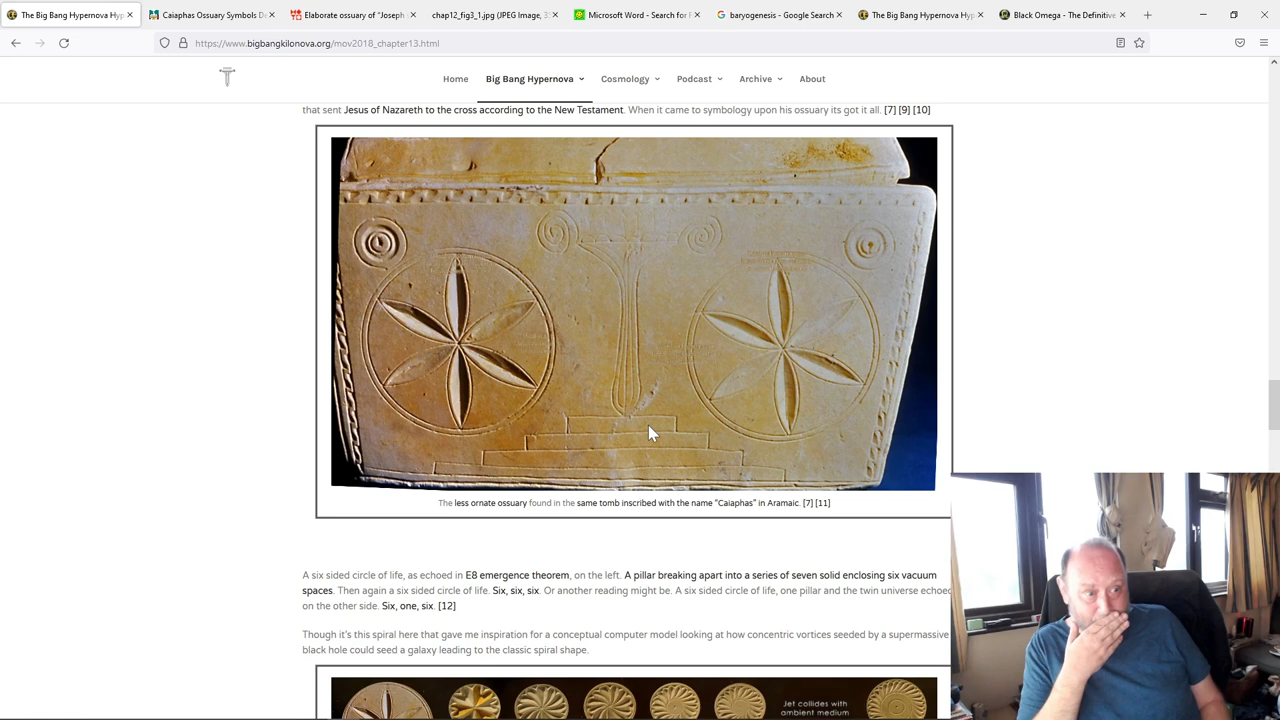 The Big Bang Hypernova Hyp
Caiaphas Ossuary Symbols De
Elaborate ossuary of "Joseph
chap12_fig3_1.jpg (JPEG Image, 3
Microsoft Word - Search for F
baryogenesis - Google Search
The Big Bang Hypernova Hyp
Black Omega - The Definitive
https://www.bigbangkilonova.org/mov2018_chapter13.html
Home
Big Bang Hypernova
Cosmology
Podcast
Archive
About
that sent Jesus of Nazareth to the cross according to the New Testament. When it came to symbology upon his ossuary its got it all. [7] [9] [10]
The less ornate ossuary found in the same tomb inscribed with the name "Caiaphas" in Aramaic. [7] [11]
A six sided circle of life, as echoed in E8 emergence theorem, on the left. A pillar breaking apart into a series of seven solid enclosing six vacuum
spaces. Then again a six sided circle of life. Six, six, six. Or another reading might be. A six sided circle of life, one pillar and the twin universe echoed
on the other side. Six, one, six. [12]
Though it's this spiral here that gave me inspiration for a conceptual computer model looking at how concentric vortices seeded by a supermassive
black hole could seed a galaxy leading to the classic spiral shape.
Jet collides with
ambient medium